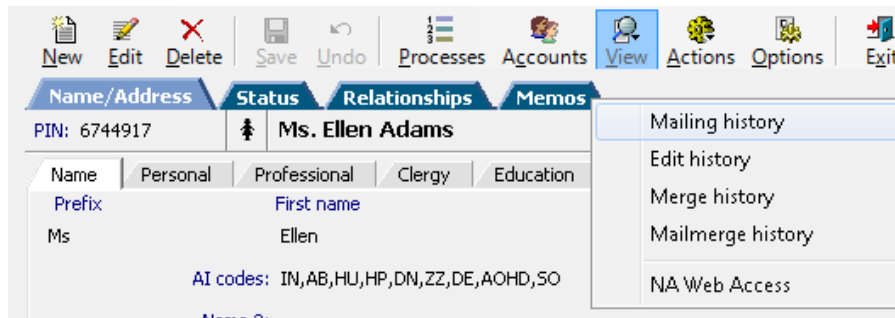 New Edit Delete Save Undo Processes Accounts View Actions Options Exit
Name/Address Status Relationships Memos
PIN: 6744917 Ms. Ellen Adams
Name Personal Professional Clergy Education
Prefix First name
Ms Ellen
AI codes: IN,AB,HU,HP,DN,ZZ,DE,AOHD,SO
Mailing history
Edit history
Merge history
Mailmerge history
NA Web Access